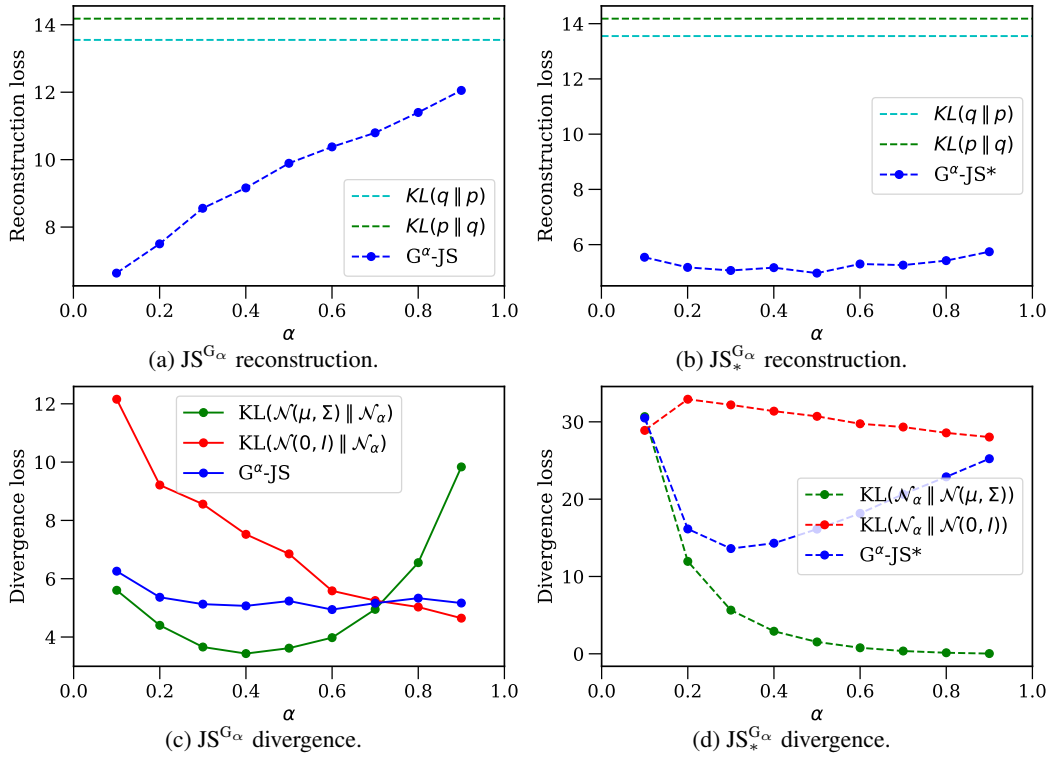 14
12
10
8
Reconstruction loss
KL(q ∥ p)
KL(p ∥ q)
G^α-JS
0.0 0.2 0.4 0.6 0.8 1.0
α
(a) JS^{G_α} reconstruction.
14
12
10
8
6
Reconstruction loss
KL(q ∥ p)
KL(p ∥ q)
G^α-JS*
0.0 0.2 0.4 0.6 0.8 1.0
α
(b) JS_*^{G_α} reconstruction.
12
10
8
6
4
Divergence loss
KL(𝒩(μ, Σ) ∥ 𝒩_α)
KL(𝒩(0, I) ∥ 𝒩_α)
G^α-JS
0.0 0.2 0.4 0.6 0.8 1.0
α
(c) JS^{G_α} divergence.
30
20
10
0
Divergence loss
KL(𝒩_α ∥ 𝒩(μ, Σ))
KL(𝒩_α ∥ 𝒩(0, I))
G^α-JS*
0.0 0.2 0.4 0.6 0.8 1.0
α
(d) JS_*^{G_α} divergence.